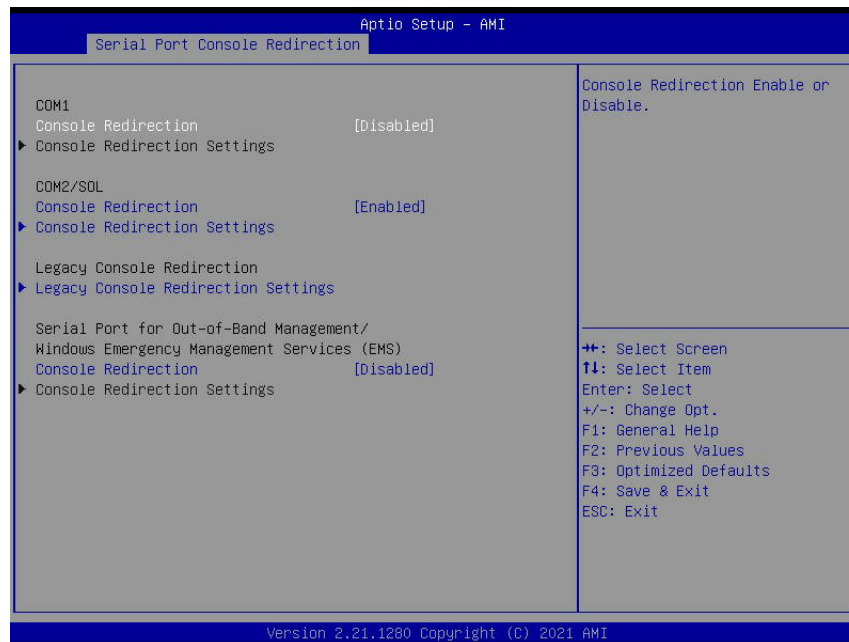 Aptio Setup – AMI
Serial Port Console Redirection
COM1
Console Redirection [Disabled]
▶ Console Redirection Settings
COM2/SOL
Console Redirection [Enabled]
▶ Console Redirection Settings
Legacy Console Redirection
▶ Legacy Console Redirection Settings
Serial Port for Out-of-Band Management/
Windows Emergency Management Services (EMS)
Console Redirection [Disabled]
▶ Console Redirection Settings
Console Redirection Enable or
Disable.
→←: Select Screen
↑↓: Select Item
Enter: Select
+/-: Change Opt.
F1: General Help
F2: Previous Values
F3: Optimized Defaults
F4: Save & Exit
ESC: Exit
Version 2.21.1280 Copyright (C) 2021 AMI